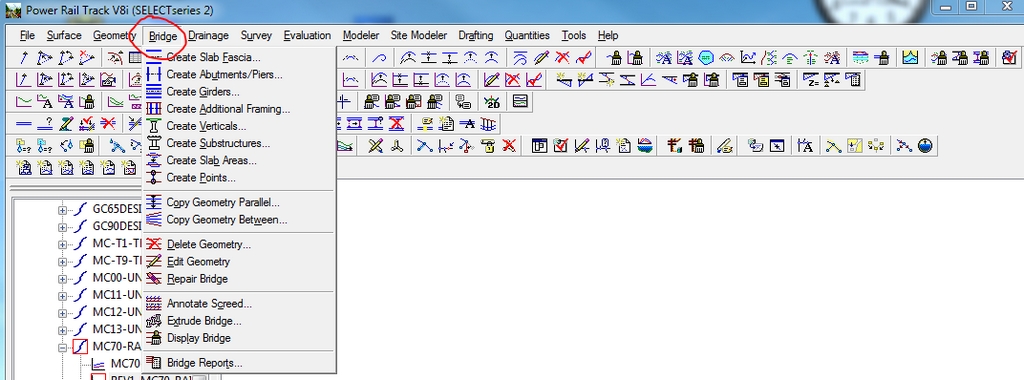 Power Rail Track V8i (SELECTseries 2)
File Surface Geometry Bridge Drainage Survey Evaluation Modeler Site Modeler Drafting Quantities Tools Help
Create Slab Fascia...
Create Abutments/Piers...
Create Girders...
Create Additional Framing...
Create Verticals...
Create Substructures...
Create Slab Areas...
Create Points...
Copy Geometry Parallel...
Copy Geometry Between...
Delete Geometry...
Edit Geometry
Repair Bridge
Annotate Screed...
Extrude Bridge...
Display Bridge
Bridge Reports...
GC65DESI
GC90DESI
MC-T1-T
MC-T9-T
MC00-UN
MC11-UN
MC12-UN
MC13-UN
MC70-RA
MC70